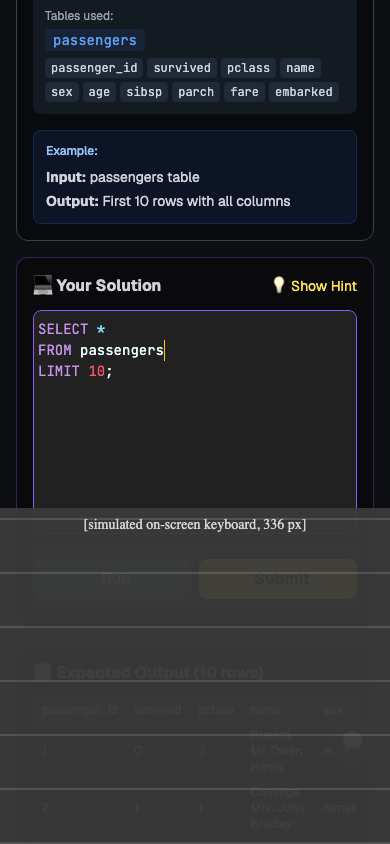 Tables used:
passengers
passenger_id survived pclass name
sex age sibsp parch fare embarked
Example:
Input: passengers table
Output: First 10 rows with all columns
Your Solution
Show Hint
SELECT *
FROM passengers
LIMIT 10;
[simulated on-screen keyboard, 336 px]
Run
Submit
Expected Output (10 rows)